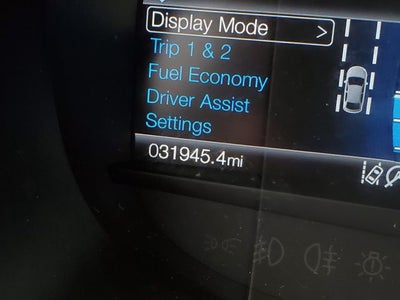 Display Mode >
Trip 1 & 2
Fuel Economy
Driver Assist
Settings
031945.4mi